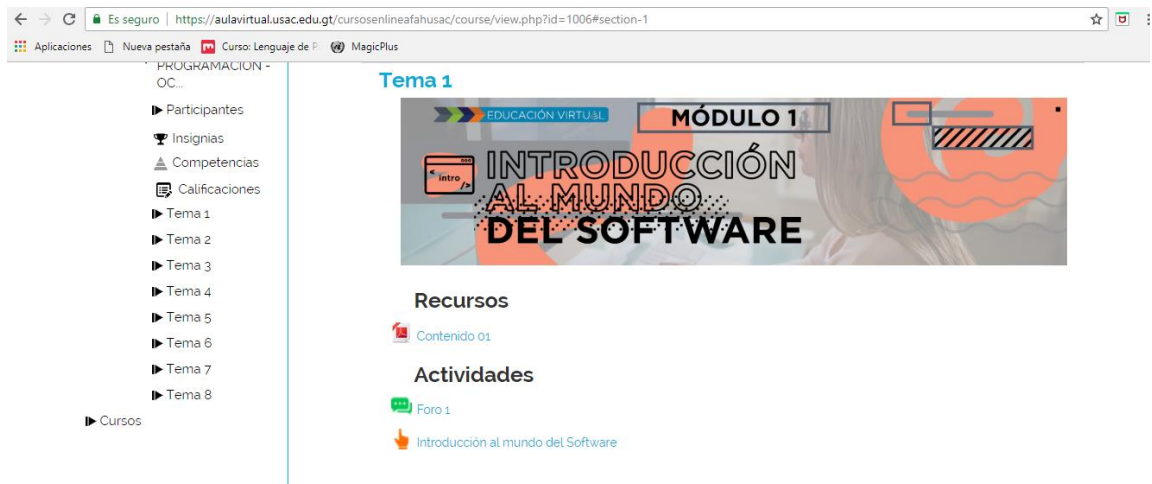 Es seguro | https://aulavirtual.usac.edu.gt/cursosenlineafahusac/course/view.php?id=1006#section-1
Aplicaciones Nueva pestaña Curso: Lenguaje de P MagicPlus
PROGRAMACIÓN -
OC...
Participantes
Insignias
Competencias
Calificaciones
Tema 1
Tema 2
Tema 3
Tema 4
Tema 5
Tema 6
Tema 7
Tema 8
Cursos
Tema 1
EDUCACIÓN VIRTUAL
MÓDULO 1
intro
INTRODUCCIÓN
AL MUNDO
DEL SOFTWARE
Recursos
Contenido 01
Actividades
Foro 1
Introducción al mundo del Software